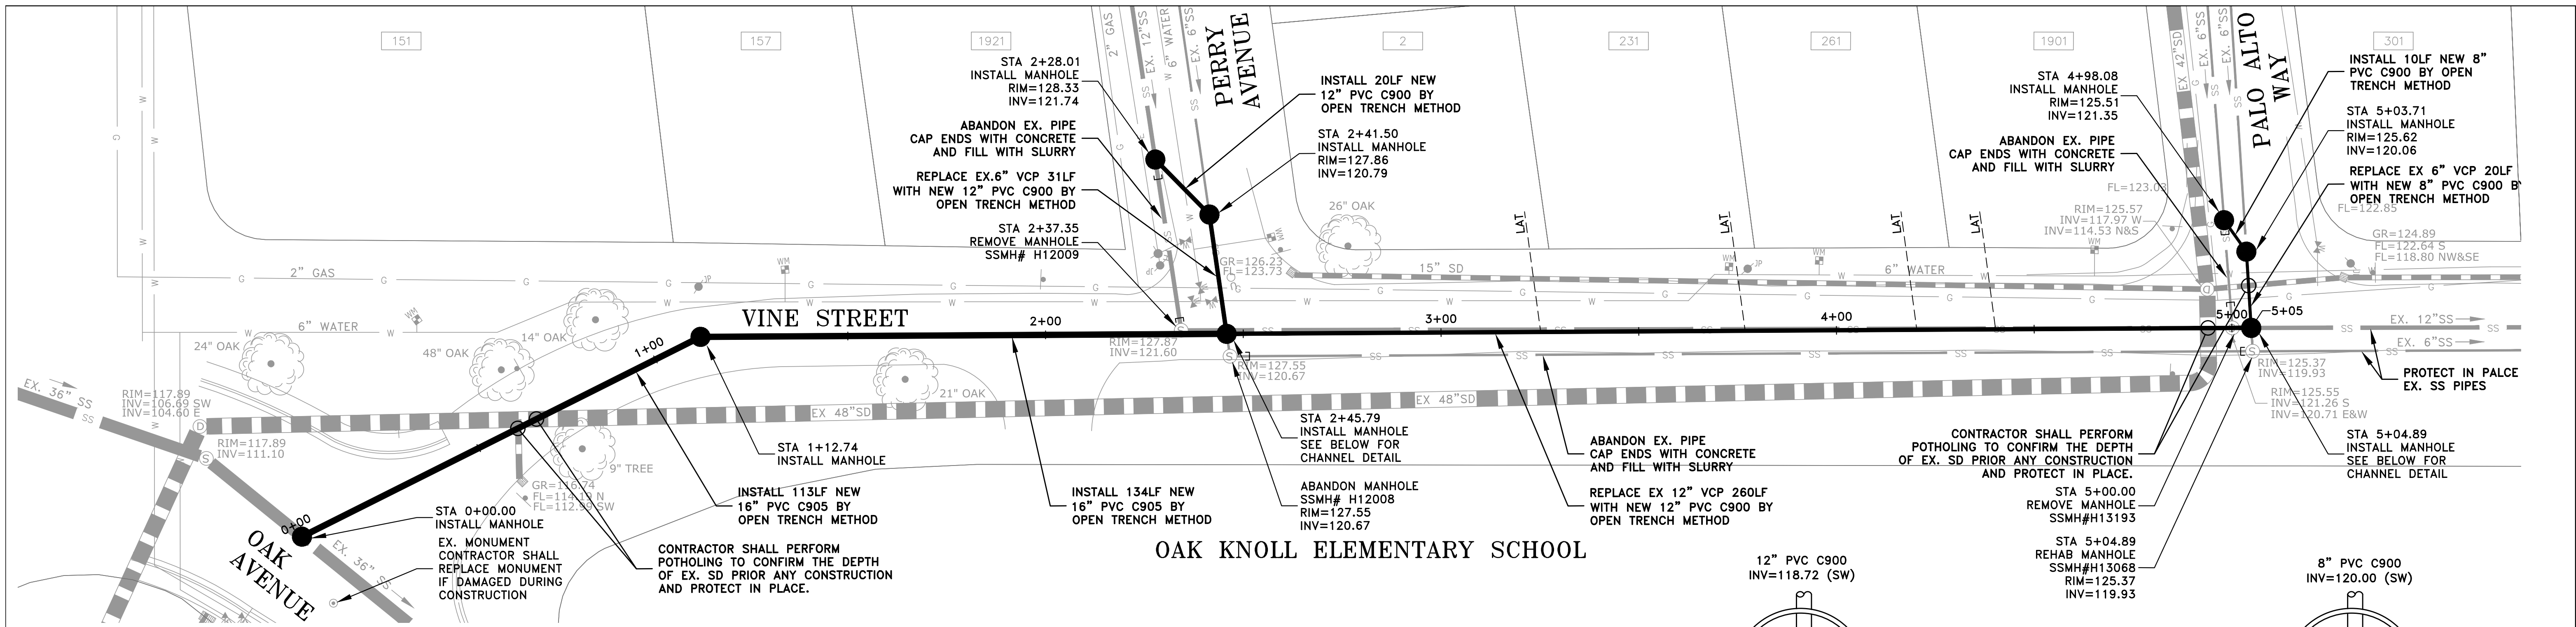 151
157
1921
2
231
261
1901
301
2" GAS
EX. 12"SS
6" WATER
EX. 6"SS
PERRY
AVENUE
EX 42"SD
EX. 6"SS
EX. 6"SS
PALO ALTO
WAY
STA 2+28.01
INSTALL MANHOLE
RIM=128.33
INV=121.74
ABANDON EX. PIPE
CAP ENDS WITH CONCRETE
AND FILL WITH SLURRY
REPLACE EX.6" VCP 31LF
WITH NEW 12" PVC C900 BY
OPEN TRENCH METHOD
STA 2+37.35
REMOVE MANHOLE
SSMH# H12009
INSTALL 20LF NEW
12" PVC C900 BY
OPEN TRENCH METHOD
STA 2+41.50
INSTALL MANHOLE
RIM=127.86
INV=120.79
26" OAK
GR=126.23
FL=123.73
LAT
LAT
LAT
LAT
STA 4+98.08
INSTALL MANHOLE
RIM=125.51
INV=121.35
ABANDON EX. PIPE
CAP ENDS WITH CONCRETE
AND FILL WITH SLURRY
FL=123.03
RIM=125.57
INV=117.97 W
INV=114.53 N&S
INSTALL 10LF NEW 8"
PVC C900 BY OPEN
TRENCH METHOD
STA 5+03.71
INSTALL MANHOLE
RIM=125.62
INV=120.06
REPLACE EX 6" VCP 20LF
WITH NEW 8" PVC C900 B
OPEN TRENCH METHOD
FL=122.85
GR=124.89
FL=122.64 S
FL=118.80 NW&SE
2" GAS
15" SD
6" WATER
6" WATER
WM
JP
WM
JP
WM
WM
JP
WM
WM
24" OAK
48" OAK
14" OAK
21" OAK
VINE STREET
1+00
2+00
3+00
4+00
5+00
5+05
EX. 12"SS
EX. 6"SS
RIM=127.87
INV=121.60
RIM=127.55
INV=120.67
EX. 36" SS
RIM=117.89
INV=106.69 SW
INV=104.60 E
RIM=117.89
INV=111.10
EX 48"SD
EX 48"SD
9" TREE
GR=116.74
FL=114.19 N
FL=112.99 SW
STA 1+12.74
INSTALL MANHOLE
STA 2+45.79
INSTALL MANHOLE
SEE BELOW FOR
CHANNEL DETAIL
ABANDON EX. PIPE
CAP ENDS WITH CONCRETE
AND FILL WITH SLURRY
CONTRACTOR SHALL PERFORM
POTHOLING TO CONFIRM THE DEPTH
OF EX. SD PRIOR ANY CONSTRUCTION
AND PROTECT IN PLACE.
RIM=125.37
INV=119.93
RIM=125.55
INV=121.26 S
INV=120.71 E&W
PROTECT IN PALCE
EX. SS PIPES
STA 5+04.89
INSTALL MANHOLE
SEE BELOW FOR
CHANNEL DETAIL
0+00
STA 0+00.00
INSTALL MANHOLE
EX. MONUMENT
CONTRACTOR SHALL
REPLACE MONUMENT
IF DAMAGED DURING
CONSTRUCTION
OAK
AVENUE
EX. 36" SS
INSTALL 113LF NEW
16" PVC C905 BY
OPEN TRENCH METHOD
CONTRACTOR SHALL PERFORM
POTHOLING TO CONFIRM THE DEPTH
OF EX. SD PRIOR ANY CONSTRUCTION
AND PROTECT IN PLACE.
INSTALL 134LF NEW
16" PVC C905 BY
OPEN TRENCH METHOD
ABANDON MANHOLE
SSMH# H12008
RIM=127.55
INV=120.67
REPLACE EX 12" VCP 260LF
WITH NEW 12" PVC C900 BY
OPEN TRENCH METHOD
STA 5+00.00
REMOVE MANHOLE
SSMH#H13193
STA 5+04.89
REHAB MANHOLE
SSMH#H13068
RIM=125.37
INV=119.93
OAK KNOLL ELEMENTARY SCHOOL
12" PVC C900
INV=118.72 (SW)
8" PVC C900
INV=120.00 (SW)